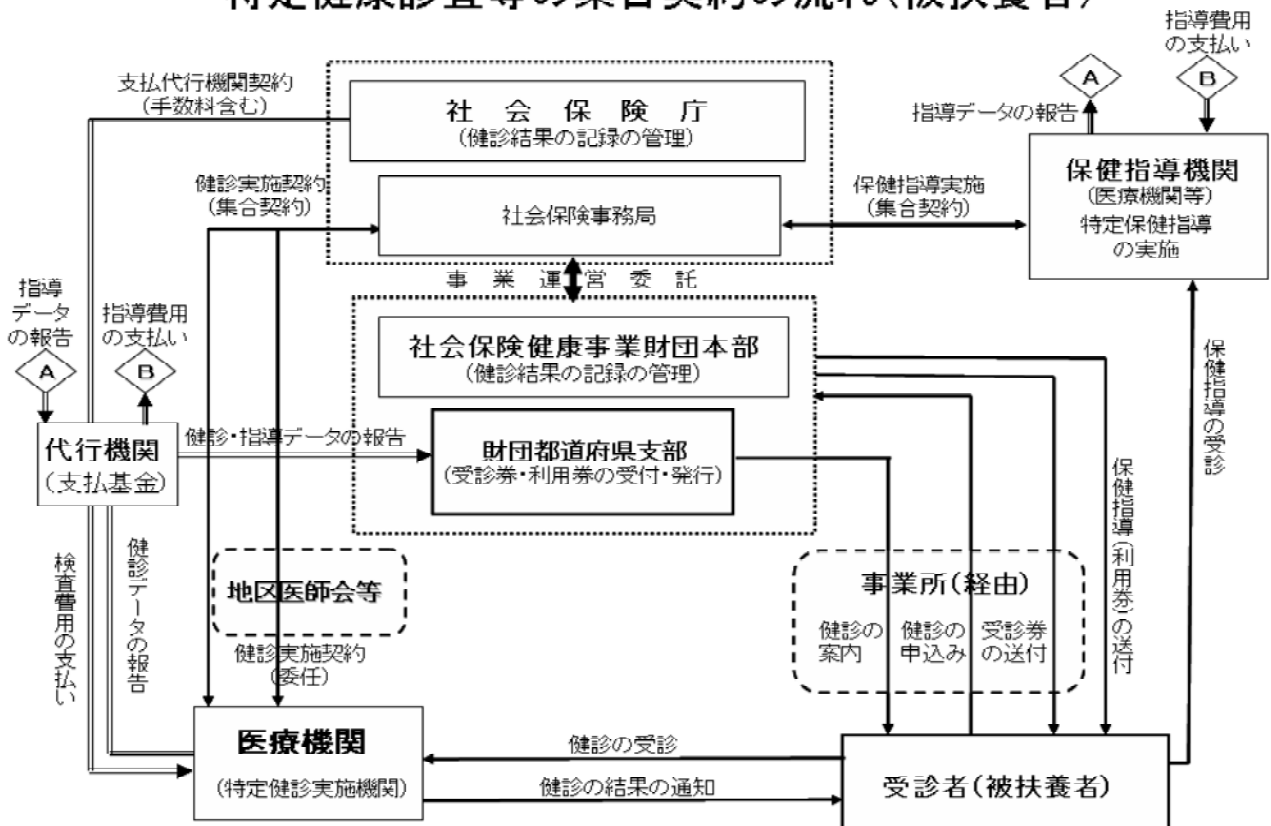 特定健康診査等の集合契約の流れ(被扶養者)
指導費用
の支払い
A
B
支払代行機関契約
(手数料含む)
社会保険庁
(健診結果の記録の管理)
指導データの報告
保健指導機関
(医療機関等)
特定保健指導
の実施
健診実施契約
(集合契約)
社会保険事務局
保健指導実施
(集合契約)
事業運営委託
指導
データ
の報告
指導費用
の支払い
A
B
社会保険健康事業財団本部
(健診結果の記録の管理)
保健指導の受診
代行機関
(支払基金)
健診・指導データの報告
財団都道府県支部
(受診券・利用券の受付・発行)
保健指導(利用券)の送付
検査費用の支払い
健診データの報告
地区医師会等
健診実施契約
(委任)
事業所(経由)
健診の
案内
健診の
申込み
受診券
の送付
医療機関
(特定健診実施機関)
健診の受診
健診の結果の通知
受診者(被扶養者)